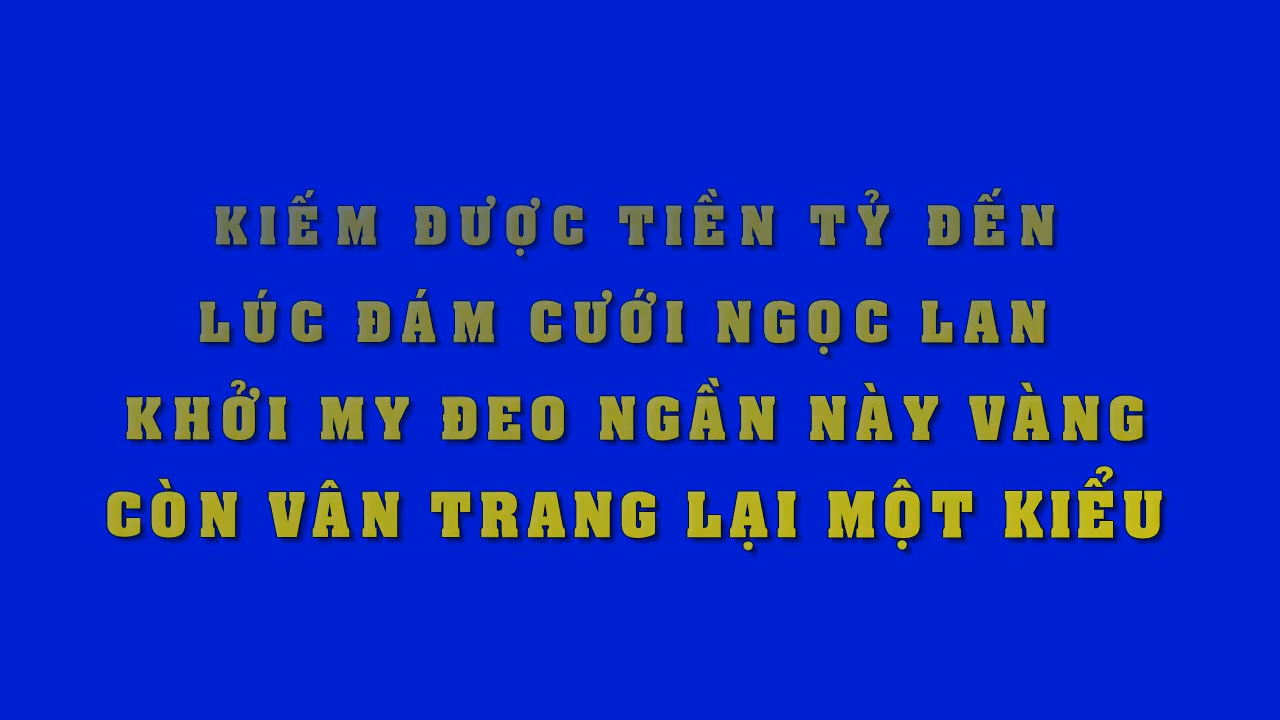 KIẾM ĐƯỢC TIỀN TỶ ĐẾN
LÚC ĐÁM CƯỚI NGỌC LAN
KHỞI MY ĐEO NGẦN NÀY VÀNG
CÒN VÂN TRANG LẠI MỘT KIỂU